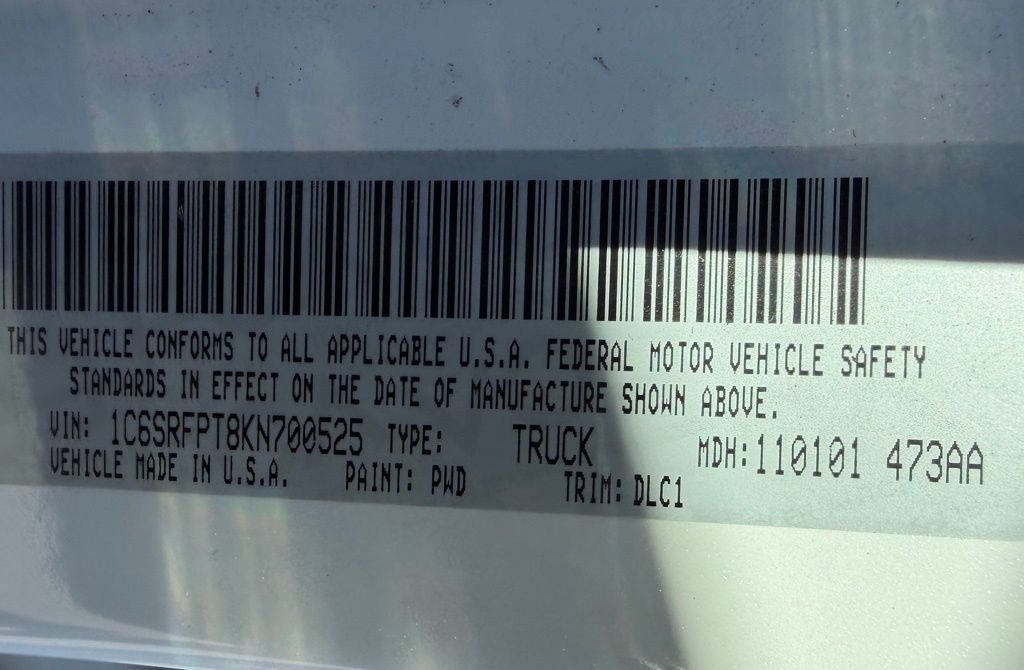 THIS VEHICLE CONFORMS TO ALL APPLICABLE U.S.A. FEDERAL MOTOR VEHICLE SAFETY
STANDARDS IN EFFECT ON THE DATE OF MANUFACTURE SHOWN ABOVE.
VIN: 1C6SRFPT8KN700525 TYPE: TRUCK MDH:110101 473AA
VEHICLE MADE IN U.S.A. PAINT: PWD TRIM: DLC1